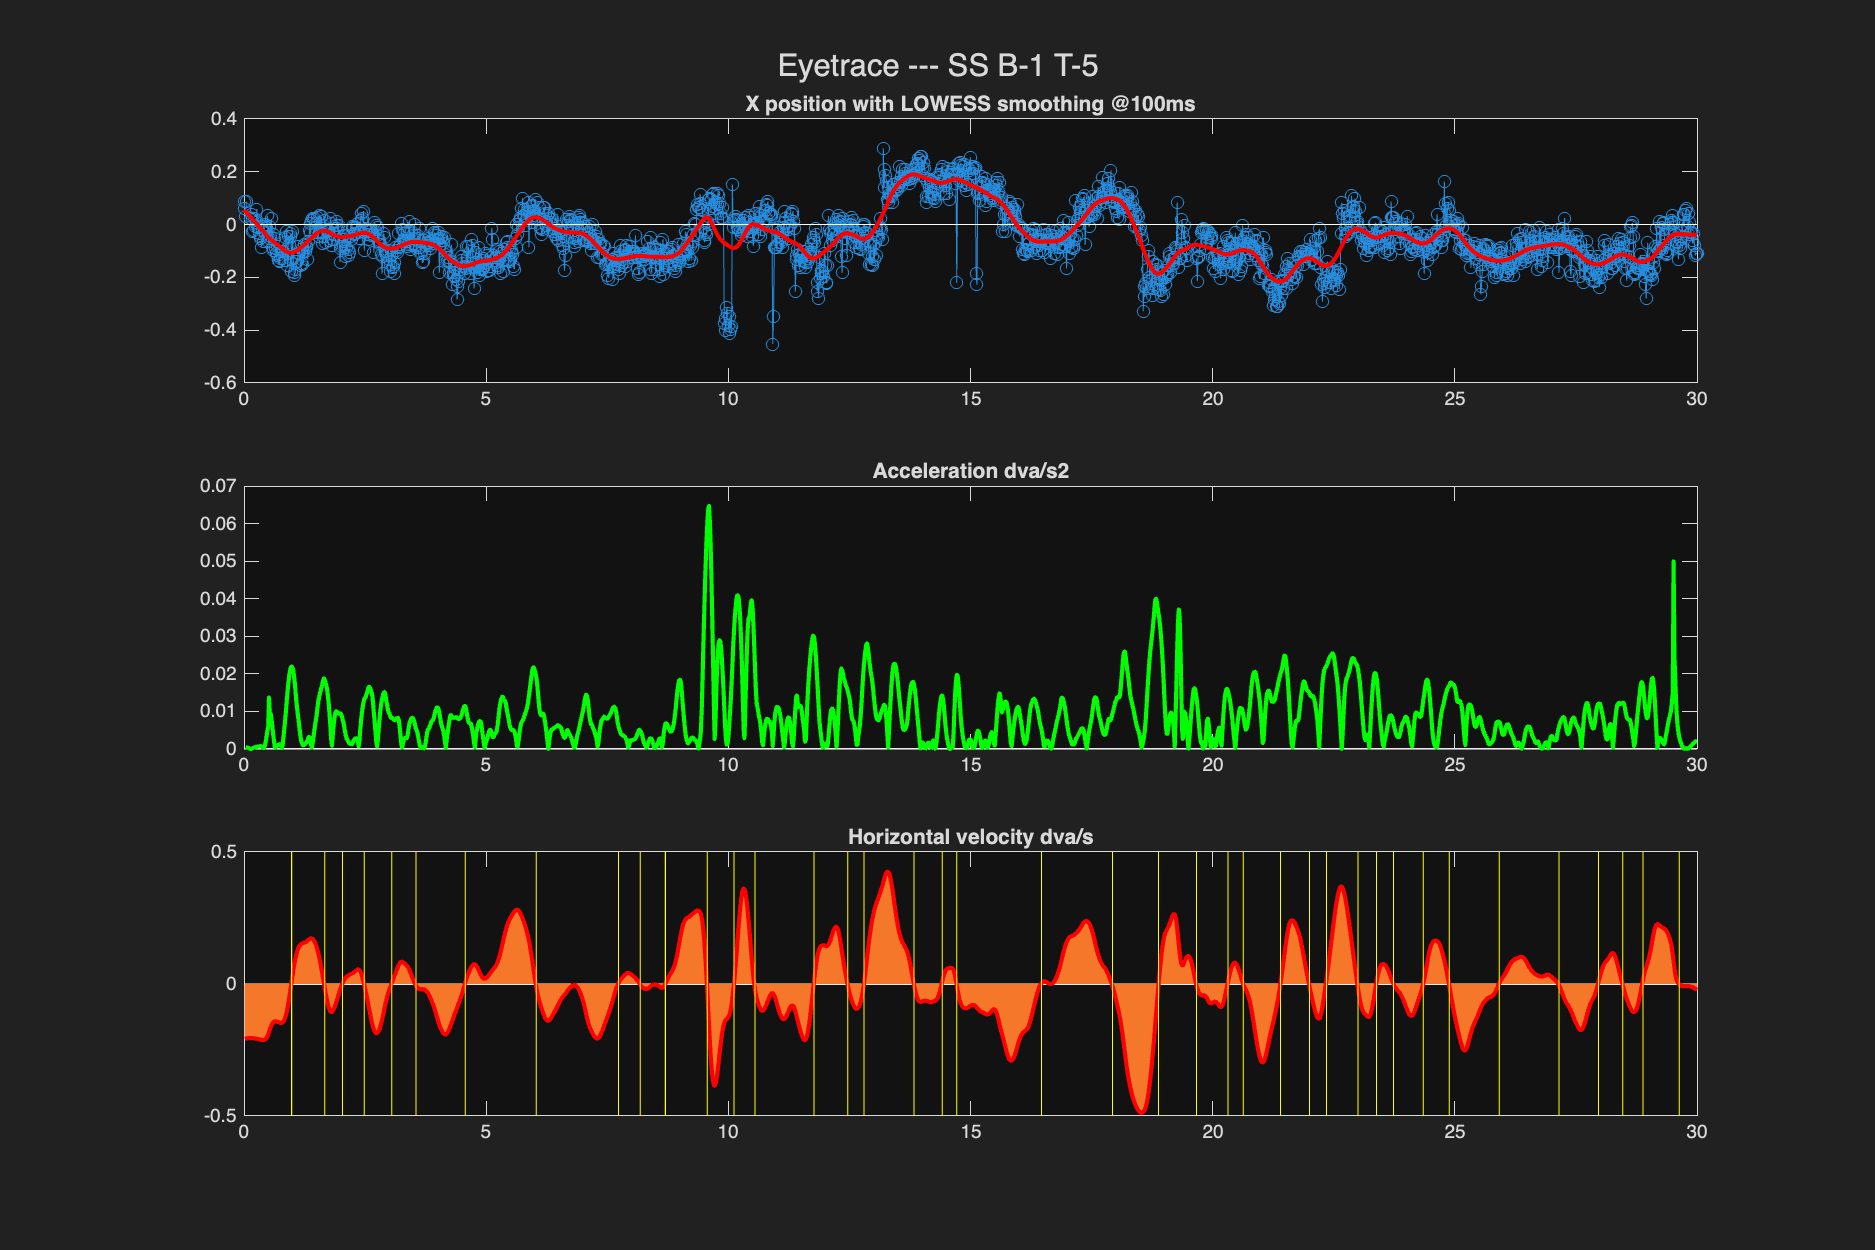 Eyetrace --- SS B-1 T-5
X position with LOWESS smoothing @100ms
0.4
0.2
0
-0.2
-0.4
-0.6
0 5 10 15 20 25 30
Acceleration dva/s2
0.07
0.06
0.05
0.04
0.03
0.02
0.01
0
0 5 10 15 20 25 30
Horizontal velocity dva/s
0.5
0
-0.5
0 5 10 15 20 25 30